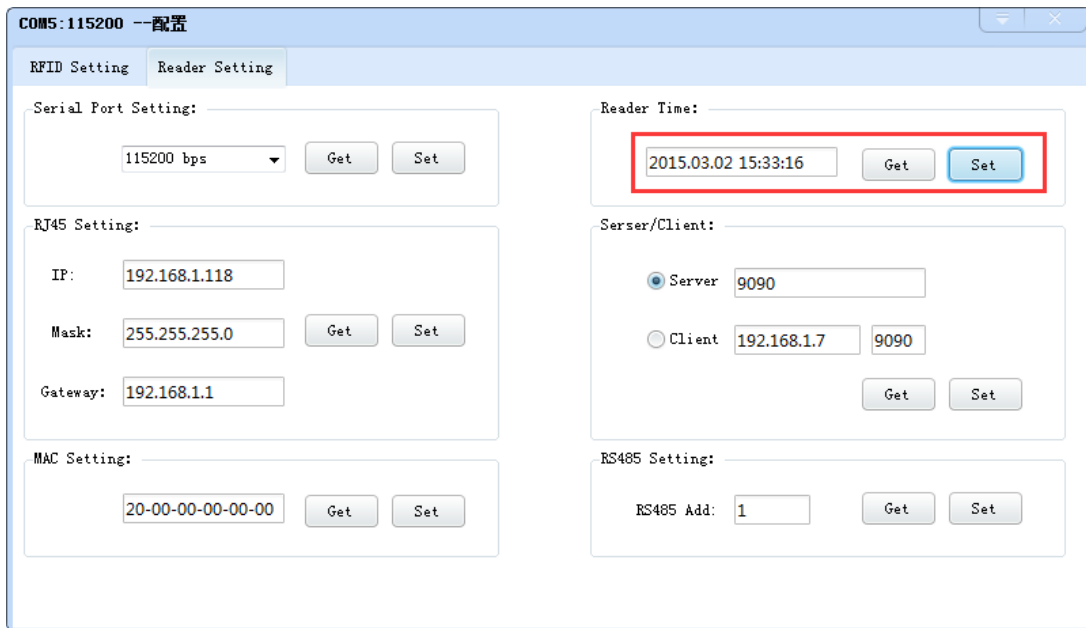 COM5:115200 --配置
RFID Setting Reader Setting
Serial Port Setting:
115200 bps Get Set
Reader Time:
2015.03.02 15:33:16 Get Set
RJ45 Setting:
IP: 192.168.1.118
Mask: 255.255.255.0 Get Set
Gateway: 192.168.1.1
Serser/Client:
Server 9090
Client 192.168.1.7 9090
Get Set
MAC Setting:
20-00-00-00-00-00 Get Set
RS485 Setting:
RS485 Add: 1 Get Set